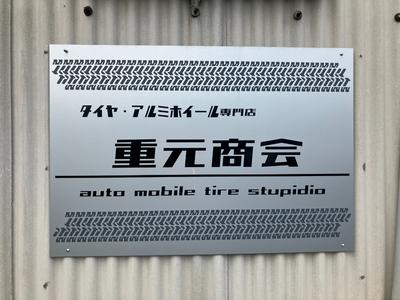 タイヤ・アルミホイール専門店
重元商会
auto mobile tire stupidio